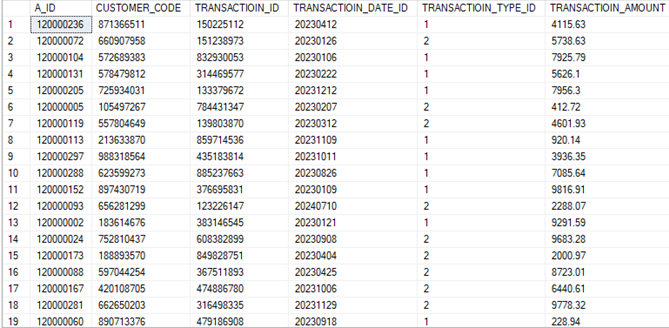 A_ID CUSTOMER_CODE TRANSACTIOIN_ID TRANSACTIOIN_DATE_ID TRANSACTIOIN_TYPE_ID TRANSACTIOIN_AMOUNT
1 120000236 871366511 150225112 20230412 1 4115.63
2 120000072 660907958 151238973 20230126 2 5738.63
3 120000104 572689383 832930053 20230106 1 7925.79
4 120000131 578479812 314469577 20230222 1 5626.1
5 120000205 725934031 133379672 20231212 1 7956.3
6 120000005 105497267 784431347 20230207 2 412.72
7 120000119 557804649 139803870 20230312 2 4601.93
8 120000113 213633870 859714536 20231109 1 920.14
9 120000297 988318564 435183814 20231011 1 3936.35
10 120000288 623599273 885237663 20230826 1 7085.64
11 120000152 897430719 376695831 20230109 1 9816.91
12 120000093 656281299 123226147 20240710 2 2288.07
13 120000002 183614676 383146545 20230121 1 9291.59
14 120000024 752810437 608382899 20230908 2 9683.28
15 120000173 188893570 849828751 20230404 2 2000.97
16 120000088 597044254 367511893 20230425 2 8723.01
17 120000167 420108705 474886780 20231006 2 6440.61
18 120000281 662650203 316498335 20231129 2 9778.32
19 120000060 890713376 479186908 20230918 1 228.94